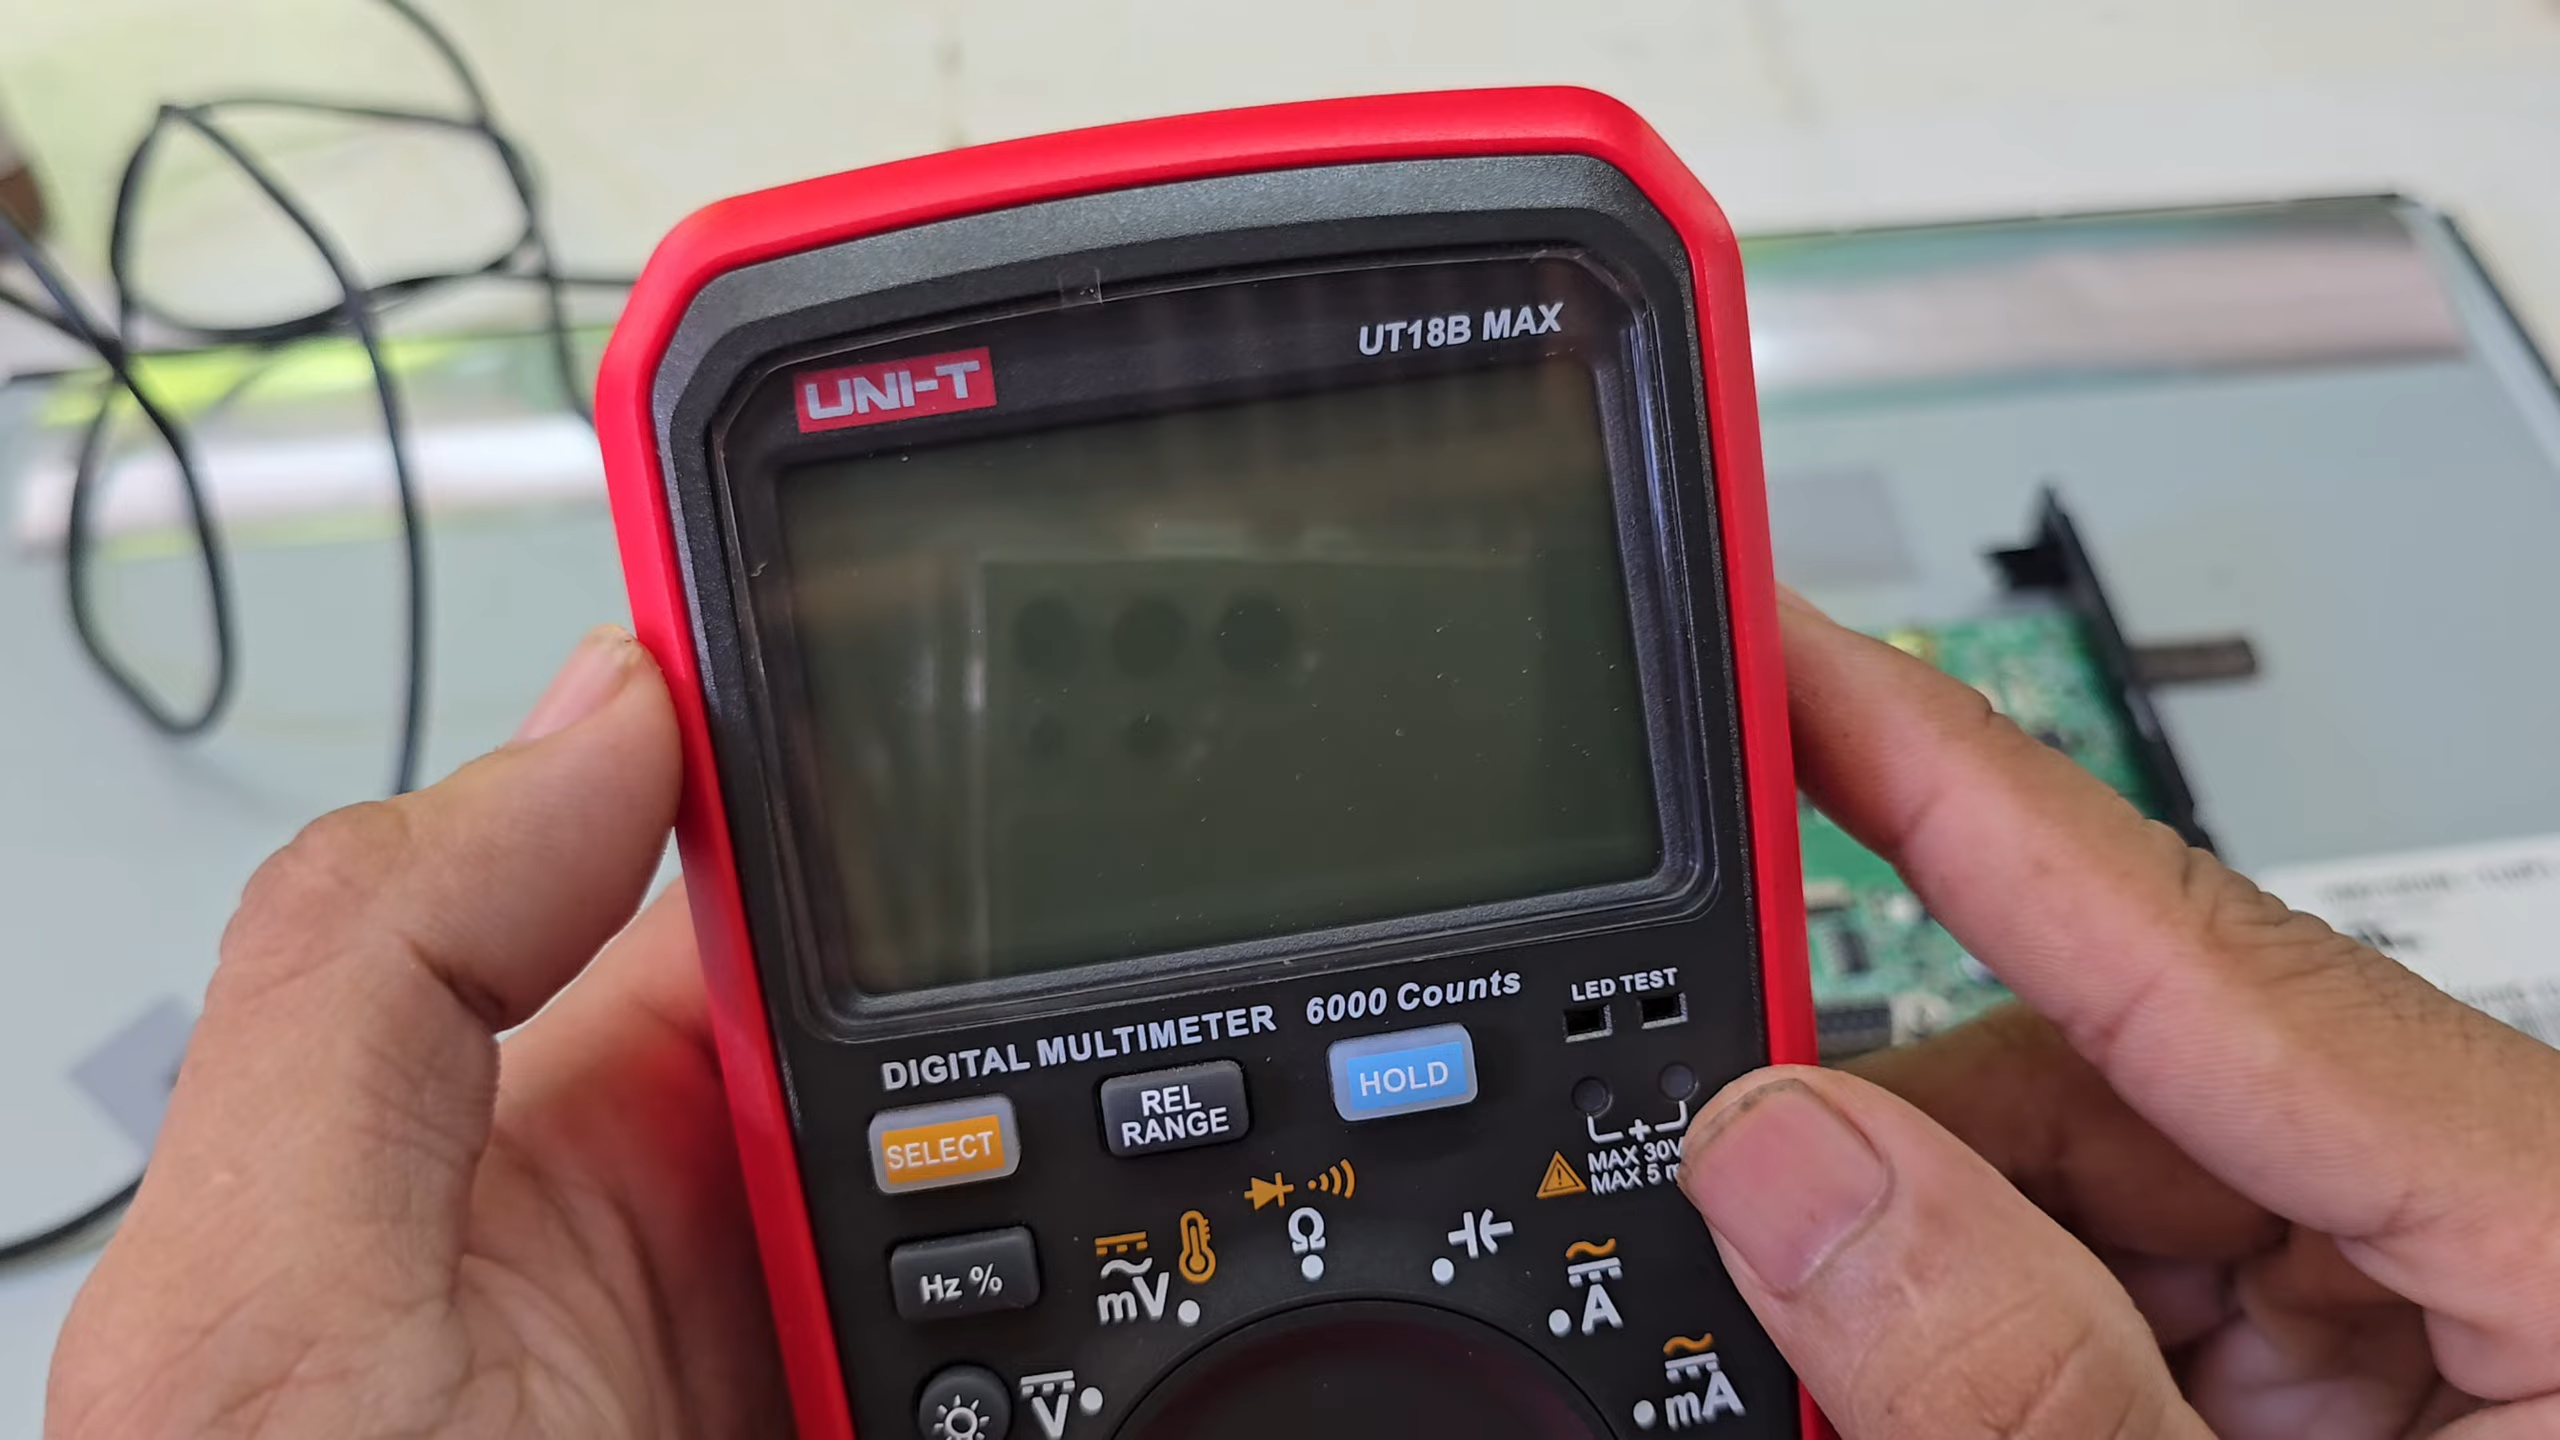 UNI-T
UT18B MAX
DIGITAL MULTIMETER
6000 Counts
LED TEST
SELECT
REL
RANGE
HOLD
+
MAX 30V
MAX 5
Hz %
mV
Ω
A
V
mA